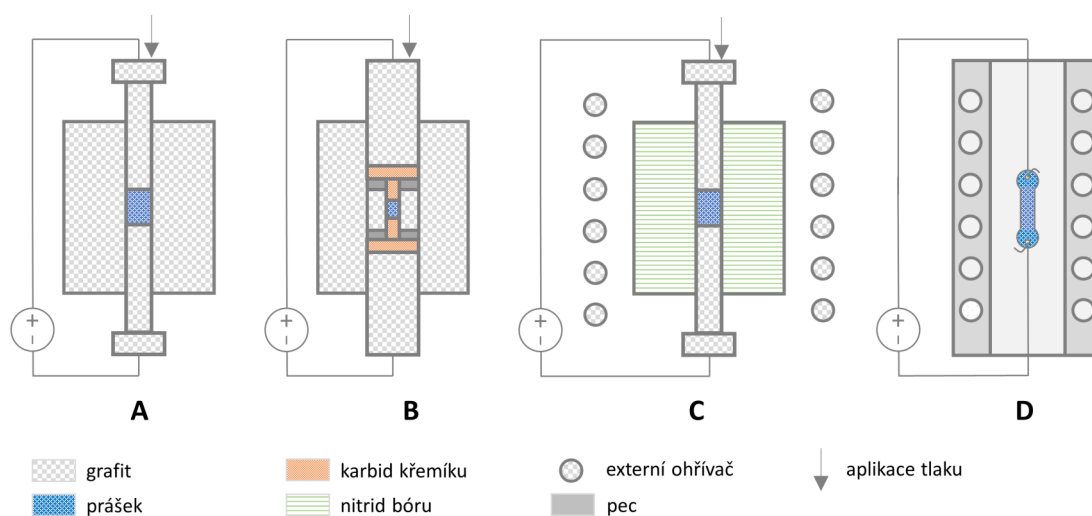 +
-
+
-
+
-
+
-
A
B
C
D
grafit
karbid křemíku
externí ohřívač
aplikace tlaku
prášek
nitrid bóru
pec